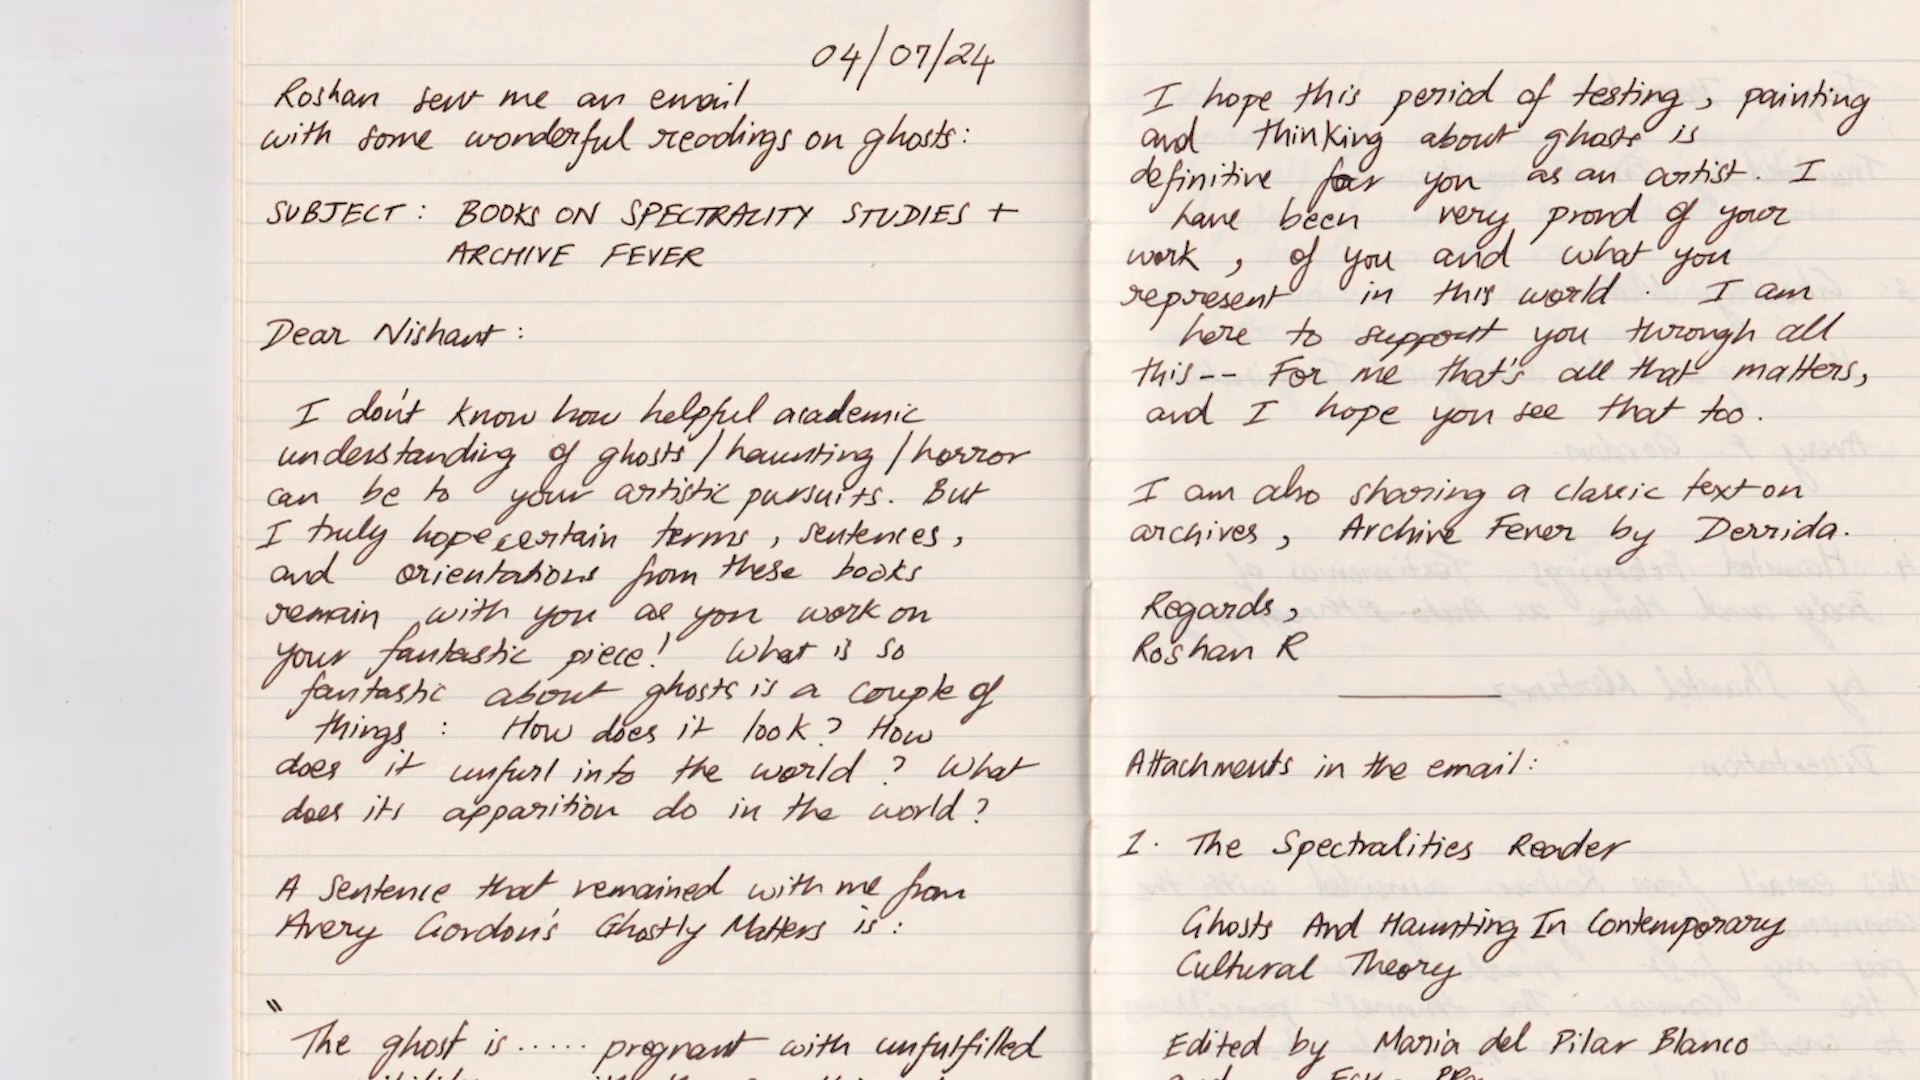 04/07/24
Roshan sent me an email
with some wonderful readings on ghosts:
SUBJECT : BOOKS ON SPECTRALITY STUDIES +
ARCHIVE FEVER
Dear Nishant :
I don't know how helpful academic
understanding of ghosts / haunting / horror
can be to your artistic pursuits. But
I truly hope certain terms, sentences,
and orientations from these books
remain with you as you work on
your fantastic piece! What is so
fantastic about ghosts is a couple of
things : How does it look? How
does it unfurl into the world? What
does its apparition do in the world?
A sentence that remained with me from
Avery Gordon's Ghostly Matters is :
"
The ghost is ..... pregnant with unfulfilled
I hope this period of testing, painting
and thinking about ghosts is
definitive for you as an artist. I
have been very proud of your
work, of you and what you
represent in this world. I am
here to support you through all
this-- For me that's all that matters,
and I hope you see that too.
I am also sharing a classic text on
archives, Archive Fever by Derrida.
Regards,
Roshan R
Attachments in the email:
1. The Spectralities Reader
Ghosts And Haunting In Contemporary
Cultural Theory
Edited by Maria del Pilar Blanco
and